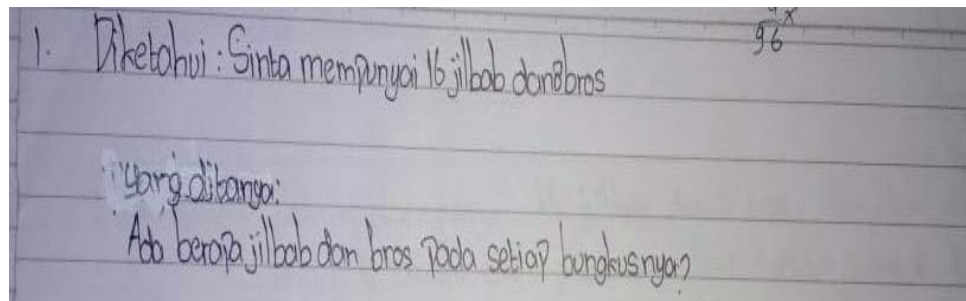 96
1. Diketahui: Sinta mempunyai 16 jilbab dan 8 bros
yang ditanya:
Ada berapa jilbab dan bros pada setiap bungkusnya?